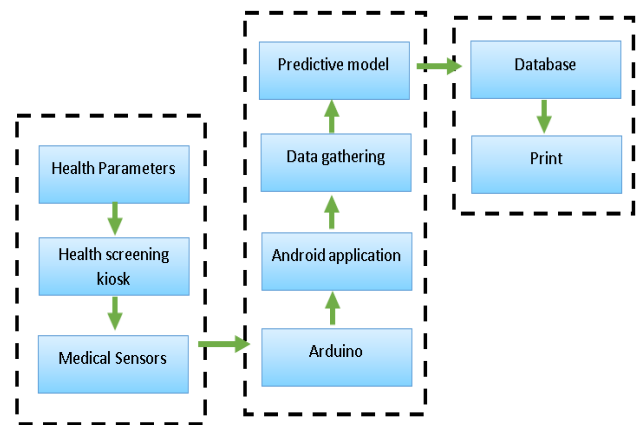 Health Parameters
Health screening
kiosk
Medical Sensors
Predictive model
Data gathering
Android application
Arduino
Database
Print